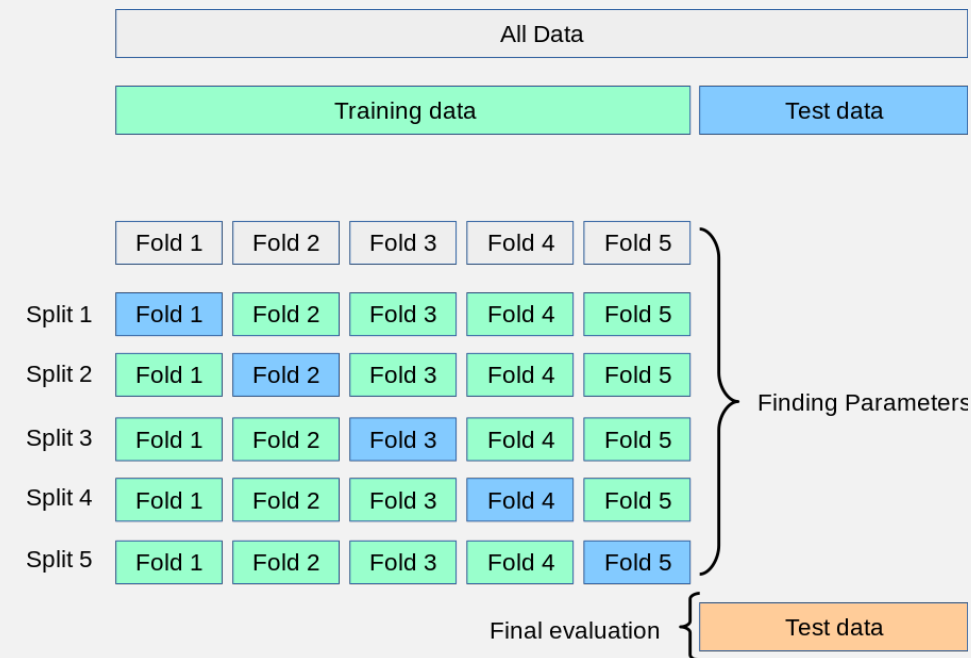 All Data
Training data Test data
Fold 1 Fold 2 Fold 3 Fold 4 Fold 5
Split 1 Fold 1 Fold 2 Fold 3 Fold 4 Fold 5
Split 2 Fold 1 Fold 2 Fold 3 Fold 4 Fold 5
Finding Parameters
Split 3 Fold 1 Fold 2 Fold 3 Fold 4 Fold 5
Split 4 Fold 1 Fold 2 Fold 3 Fold 4 Fold 5
Split 5 Fold 1 Fold 2 Fold 3 Fold 4 Fold 5
Final evaluation Test data